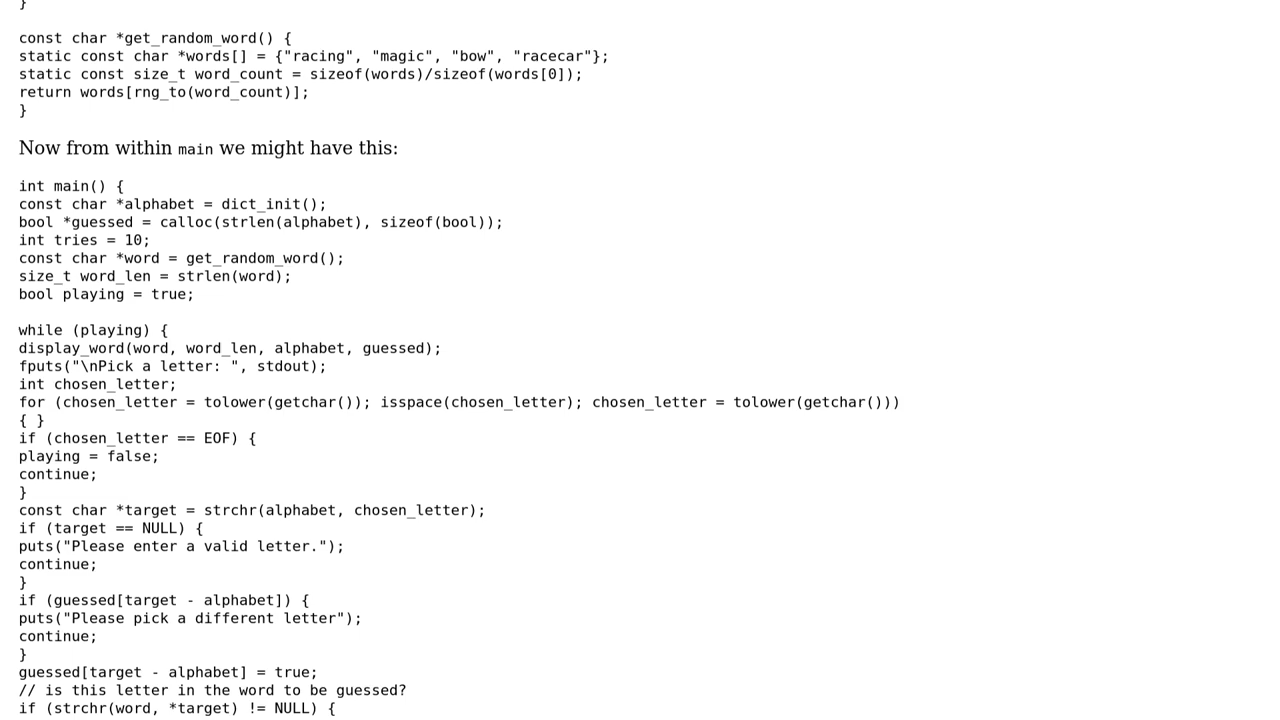 }
const char *get_random_word() {
static const char *words[] = {"racing", "magic", "bow", "racecar"};
static const size_t word_count = sizeof(words)/sizeof(words[0]);
return words[rng_to(word_count)];
}
Now from within main we might have this:
int main() {
const char *alphabet = dict_init();
bool *guessed = calloc(strlen(alphabet), sizeof(bool));
int tries = 10;
const char *word = get_random_word();
size_t word_len = strlen(word);
bool playing = true;
while (playing) {
display_word(word, word_len, alphabet, guessed);
fputs("\nPick a letter: ", stdout);
int chosen_letter;
for (chosen_letter = tolower(getchar()); isspace(chosen_letter); chosen_letter = tolower(getchar()))
{ }
if (chosen_letter == EOF) {
playing = false;
continue;
}
const char *target = strchr(alphabet, chosen_letter);
if (target == NULL) {
puts("Please enter a valid letter.");
continue;
}
if (guessed[target - alphabet]) {
puts("Please pick a different letter");
continue;
}
guessed[target - alphabet] = true;
// is this letter in the word to be guessed?
if (strchr(word, *target) != NULL) {